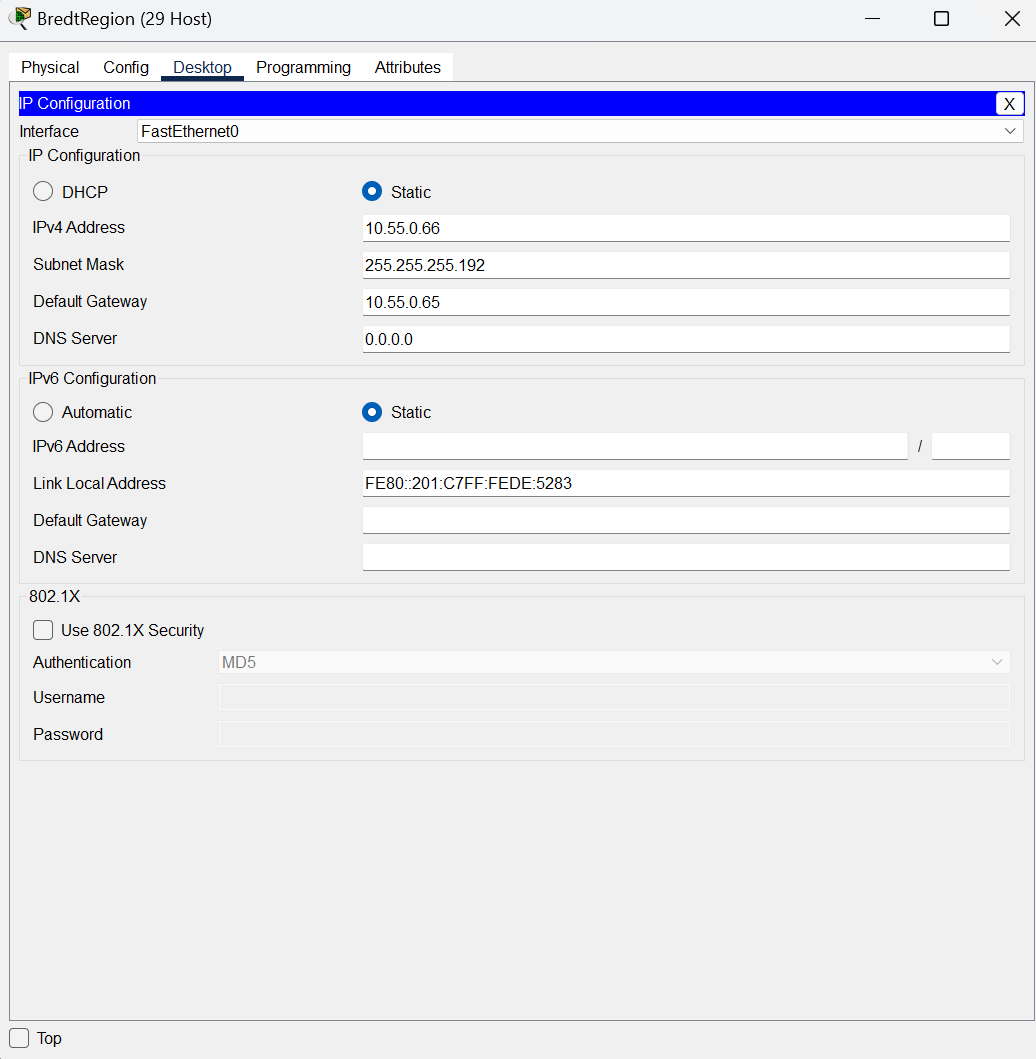 BredtRegion (29 Host)
Physical Config Desktop Programming Attributes
IP Configuration X
Interface FastEthernet0
IP Configuration
DHCP Static
IPv4 Address 10.55.0.66
Subnet Mask 255.255.255.192
Default Gateway 10.55.0.65
DNS Server 0.0.0.0
IPv6 Configuration
Automatic Static
IPv6 Address /
Link Local Address FE80::201:C7FF:FEDE:5283
Default Gateway
DNS Server
802.1X
Use 802.1X Security
Authentication MD5
Username
Password
Top